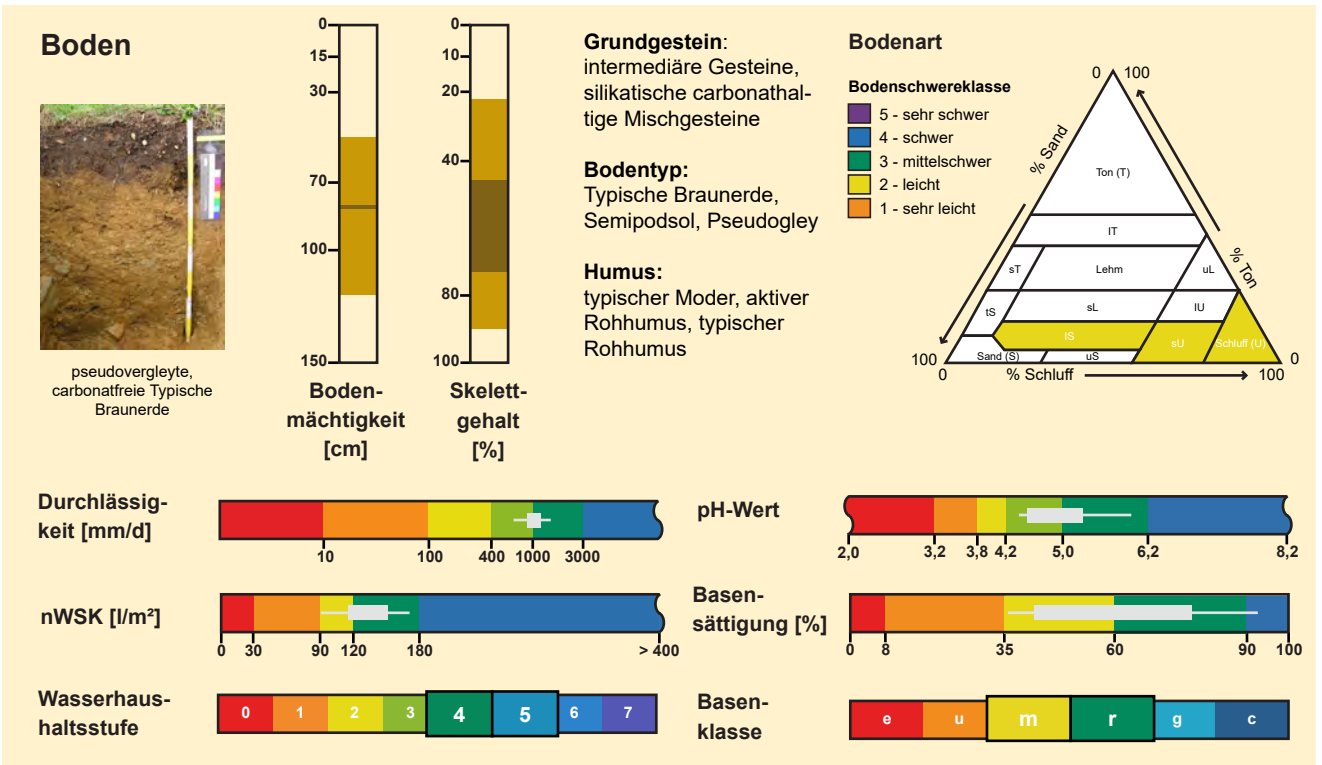 Boden
pseudovergleyte,
carbonatfreie Typische
Braunerde
0
15
30
70
100
150
Boden-
mächtigkeit
[cm]
0
10
20
40
80
100
Skelett-
gehalt
[%]
Grundgestein:
intermediäre Gesteine,
silikatische carbonathal-
tige Mischgesteine
Bodentyp:
Typische Braunerde,
Semipodsol, Pseudogley
Humus:
typischer Moder, aktiver
Rohhumus, typischer
Rohhumus
Bodenart
Bodenschwereklasse
5 - sehr schwer
4 - schwer
3 - mittelschwer
2 - leicht
1 - sehr leicht
0 100
% Sand
% Ton
Ton (T)
lT
sT Lehm uL
tS sL lU
lS sU Schluff (U)
Sand (S) uS
100 0
0 % Schluff 100
Durchlässig-
keit [mm/d]
10 100 400 1000 3000
pH-Wert
2,0 3,2 3,8 4,2 5,0 6,2 8,2
nWSK [l/m²]
0 30 90 120 180 > 400
Basen-
sättigung [%]
0 8 35 60 90 100
Wasserhaus-
haltsstufe
0 1 2 3 4 5 6 7
Basen-
klasse
e u m r g c